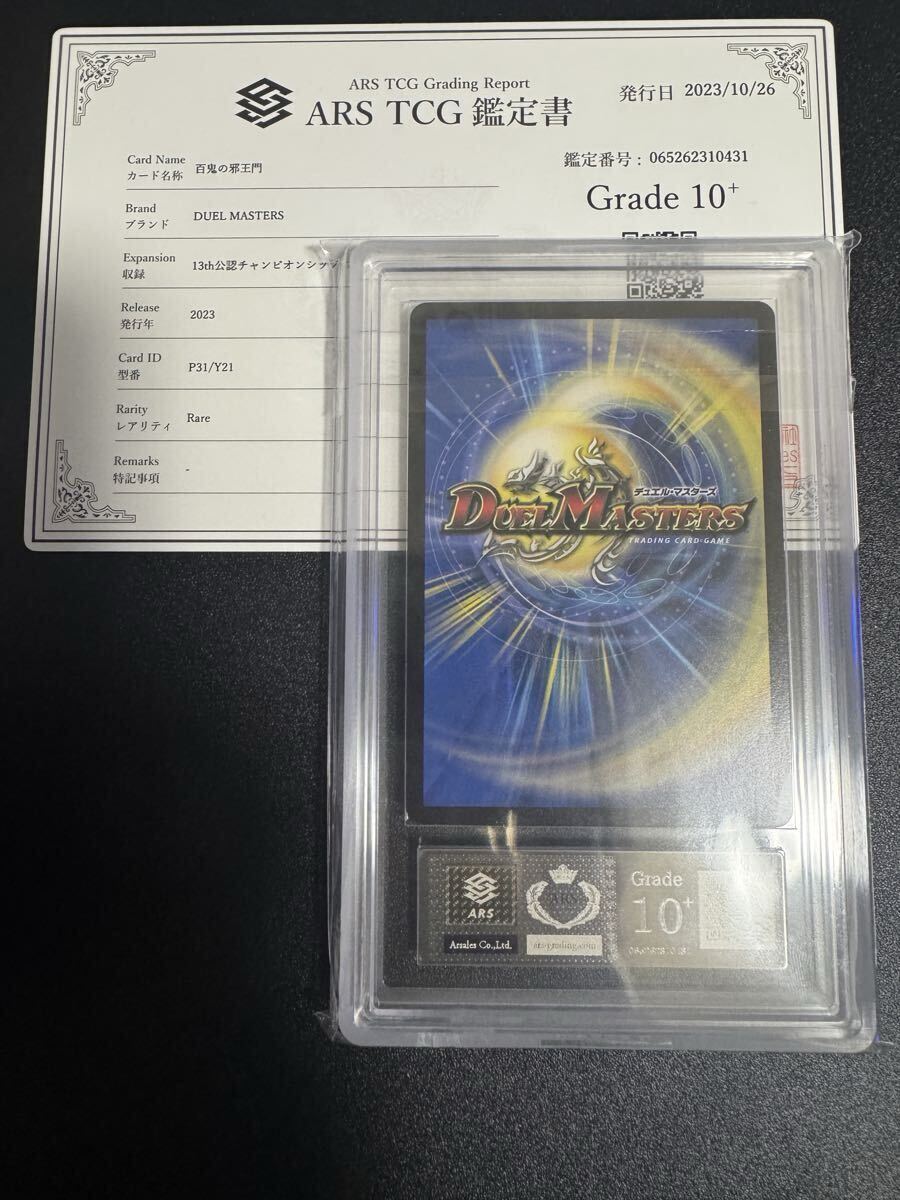 ARS TCG Grading Report
ARS TCG 鑑定書
発行日 2023/10/26
Card Name
カード名称 百鬼の邪王門
鑑定番号 : 065262310431
Grade 10+
Brand
ブランド DUEL MASTERS
Expansion
収録 13th公認チャンピオンシップ
Release
発行年 2023
Card ID
型番 P31/Y21
Rarity
レアリティ Rare
Remarks
特記事項 -
デュエル・マスターズ
DUEL MASTERS
TRADING CARD GAME
ARS
Arsales Co.,Ltd.
ARS
arsgrading.com
Grade
10+